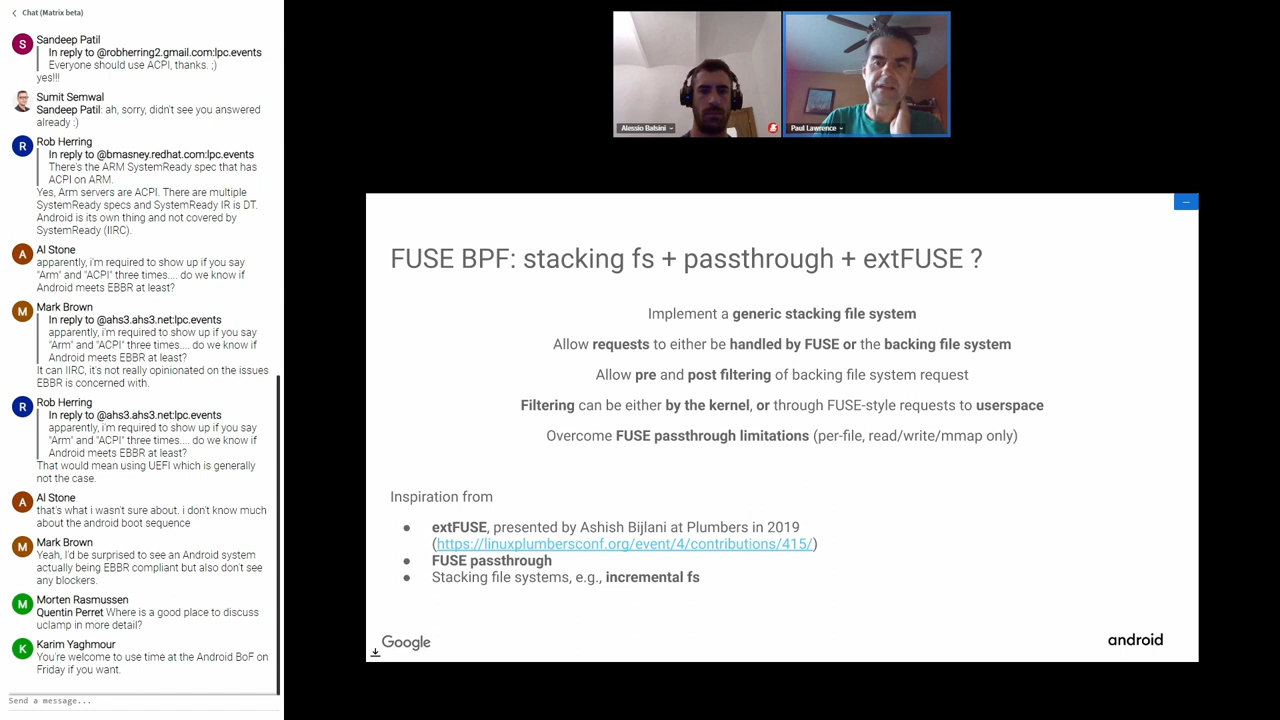 Chat (Matrix beta)
S
Sandeep Patil
In reply to @robherring2.gmail.com:lpc.events
Everyone should use ACPI, thanks. ;)
yes!!!
Sumit Semwal
Sandeep Patil: ah, sorry, didn't see you answered
already :)
R
Rob Herring
In reply to @bmasney.redhat.com:lpc.events
There's the ARM SystemReady spec that has
ACPI on ARM.
Yes, Arm servers are ACPI. There are multiple
SystemReady specs and SystemReady IR is DT.
Android is its own thing and not covered by
SystemReady (IIRC).
A
Al Stone
apparently, i'm required to show up if you say
"Arm" and "ACPI" three times.... do we know if
Android meets EBBR at least?
M
Mark Brown
In reply to @ahs3.ahs3.net:lpc.events
apparently, i'm required to show up if you say
"Arm" and "ACPI" three times.... do we know if
Android meets EBBR at least?
It can IIRC, it's not really opinionated on the issues
EBBR is concerned with.
R
Rob Herring
In reply to @ahs3.ahs3.net:lpc.events
apparently, i'm required to show up if you say
"Arm" and "ACPI" three times.... do we know if
Android meets EBBR at least?
That would mean using UEFI which is generally
not the case.
A
Al Stone
that's what i wasn't sure about. i don't know much
about the android boot sequence
M
Mark Brown
Yeah, I'd be surprised to see an Android system
actually being EBBR compliant but also don't see
any blockers.
M
Morten Rasmussen
Quentin Perret Where is a good place to discuss
uclamp in more detail?
K
Karim Yaghmour
You're welcome to use time at the Android BoF on
Friday if you want.
Send a message...
Alessio Balsini
Paul Lawrence
FUSE BPF: stacking fs + passthrough + extFUSE ?
Implement a generic stacking file system
Allow requests to either be handled by FUSE or the backing file system
Allow pre and post filtering of backing file system request
Filtering can be either by the kernel, or through FUSE-style requests to userspace
Overcome FUSE passthrough limitations (per-file, read/write/mmap only)
Inspiration from
● extFUSE, presented by Ashish Bijlani at Plumbers in 2019
(https://linuxplumbersconf.org/event/4/contributions/415/)
● FUSE passthrough
● Stacking file systems, e.g., incremental fs
Google
android